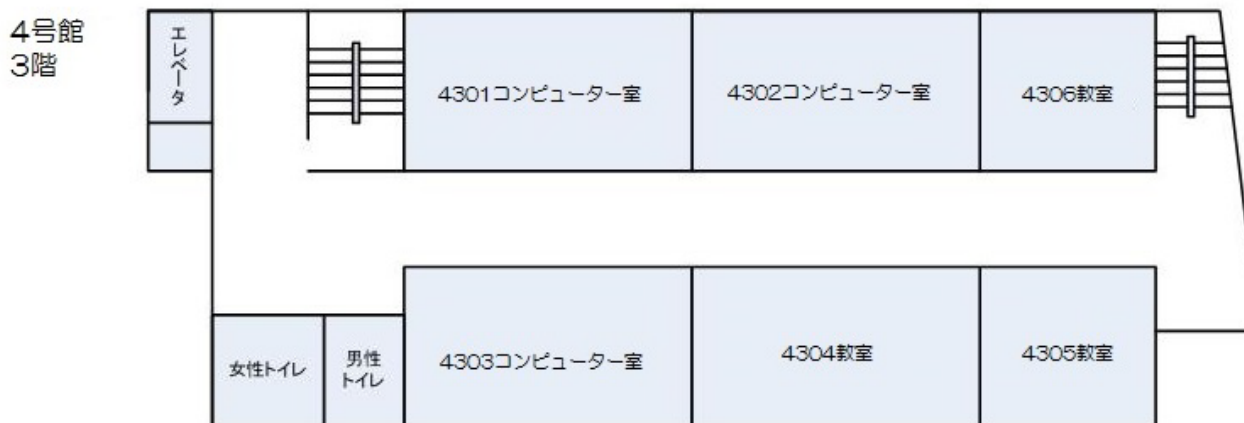 4号館
3階
エレベータ
4301コンピューター室
4302コンピューター室
4306教室
女性トイレ
男性
トイレ
4303コンピューター室
4304教室
4305教室